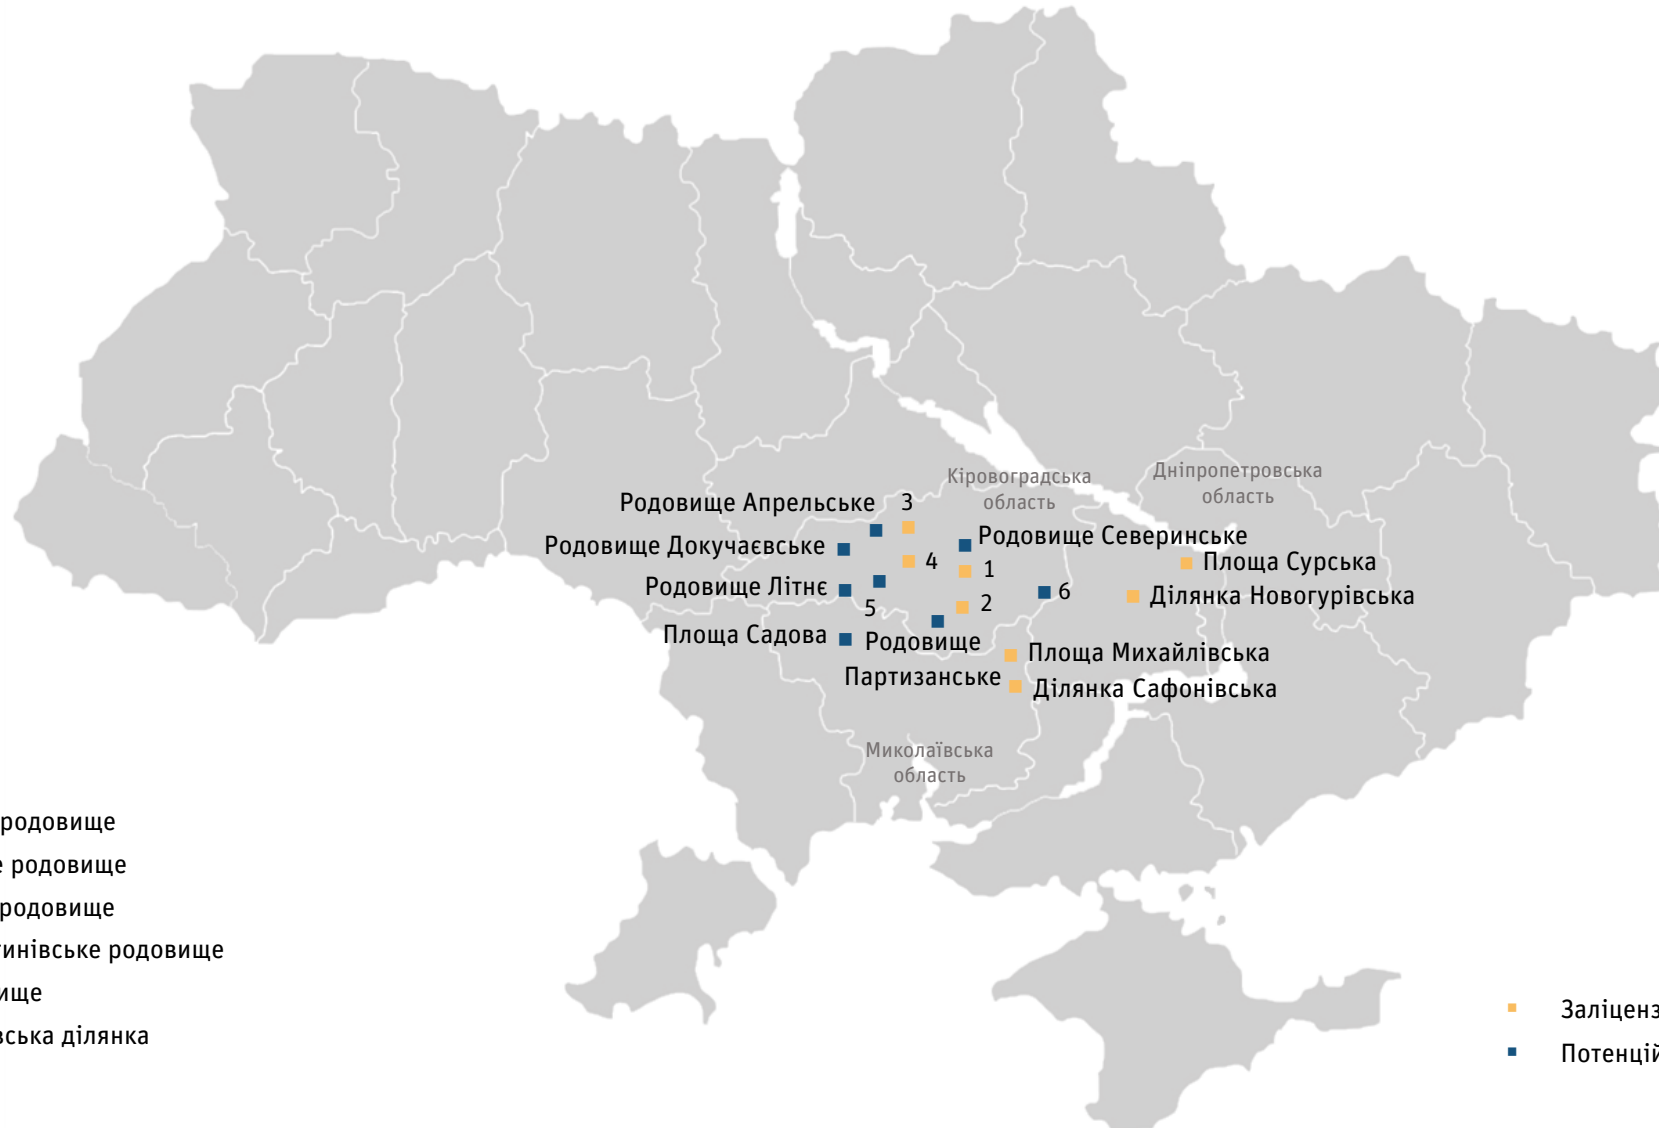 Кіровоградська
область
Дніпропетровська
область
Родовище Апрельське
3
Родовище Северинське
Родовище Докучаєвське
4
1
Площа Сурська
Родовище Літнє
5
2
6
Ділянка Новогурівська
Площа Садова
Родовище
Партизанське
Площа Михайлівська
Ділянка Сафонівська
Миколаївська
область
родовище
родовище
родовище
родовище
ділянка